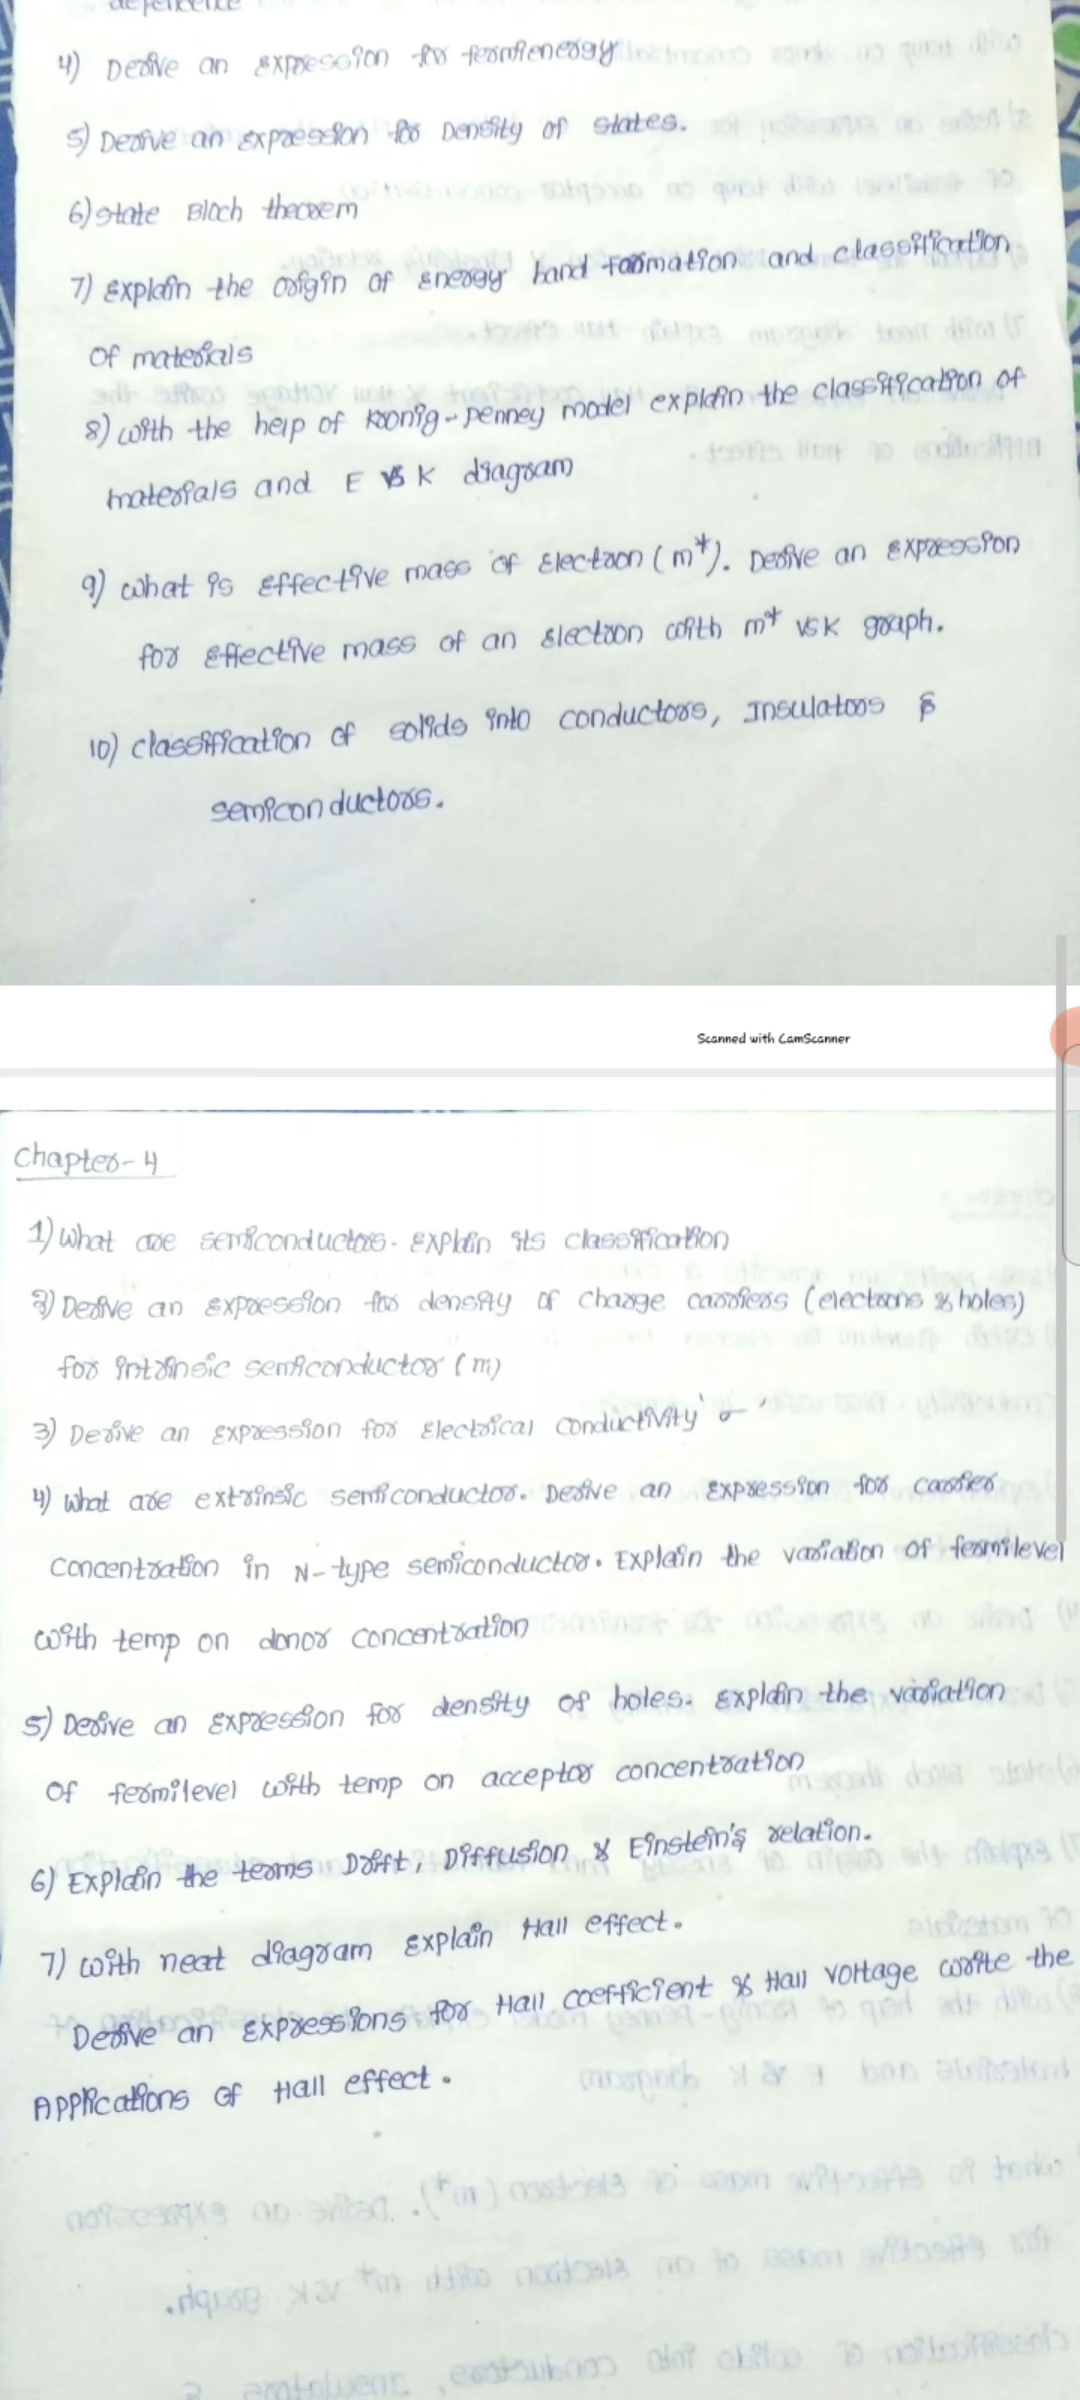 depencence
4) Derive an expression for fermienergy
5) Derive an expression for Density of states.
6) state Bloch theorem
7) explain the origin of energy band formation and classification
of materials
8) with the help of Kronig-penney model explain the classification of
materials and E vs K diagram
9) what is effective mass of electron (m*). Derive an expression
for effective mass of an electron with m* vs K graph.
10) classification of solids into conductors, Insulators &
semiconductors.
Scanned with CamScanner
Chapter-4
1) What are semiconductors. Explain its classification
2) Derive an expression for density of charge carriers (electrons & holes)
for intrinsic semiconductor (m)
3) Derive an expression for Electrical conductivity 'σ'
4) what are extrinsic semiconductor. Derive an expression for carrier
concentration in N-type semiconductor. Explain the variation of fermilevel
with temp on donor concentration
5) Derive an expression for density of holes. explain the variation
of fermilevel with temp on acceptor concentration
6) Explain the terms Drift, Diffusion & Einstein's relation.
7) with neat diagram explain Hall effect.
Derive an expressions for Hall coefficient & Hall voltage write the
Applications of Hall effect.